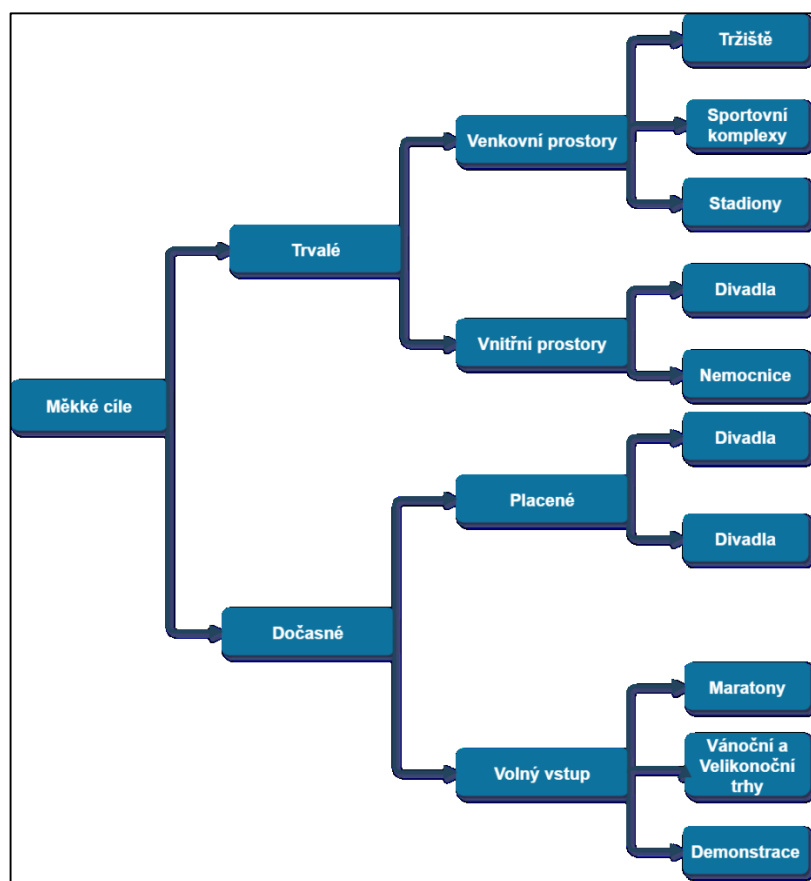 Tržiště
Sportovní
komplexy
Venkovní prostory
Stadiony
Trvalé
Divadla
Vnitřní prostory
Nemocnice
Měkké cíle
Divadla
Placené
Divadla
Dočasné
Maratony
Vánoční a
Velikonoční
trhy
Volný vstup
Demonstrace